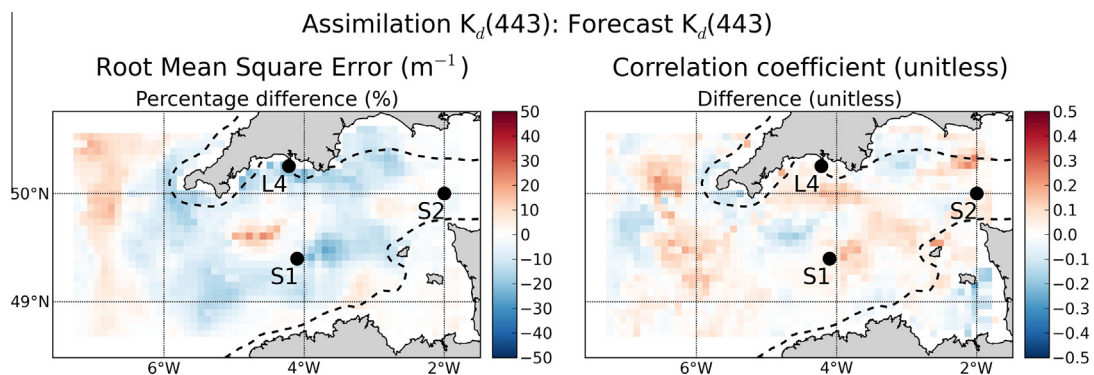 Assimilation K_d(443): Forecast K_d(443)
Root Mean Square Error (m⁻¹)
Percentage difference (%)
50°N
49°N
6°W
4°W
2°W
L4
S2
S1
50
40
30
20
10
0
−10
−20
−30
−40
−50
Correlation coefficient (unitless)
Difference (unitless)
L4
S2
S1
6°W
4°W
2°W
0.5
0.4
0.3
0.2
0.1
0.0
−0.1
−0.2
−0.3
−0.4
−0.5